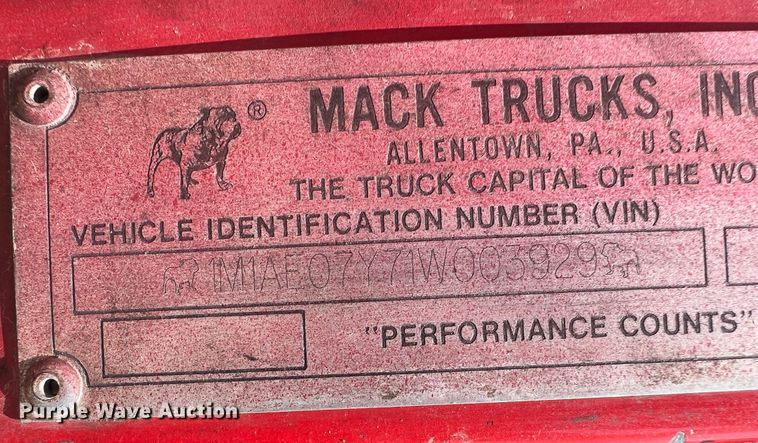 ®
MACK TRUCKS, INC
ALLENTOWN, PA., U.S.A.
THE TRUCK CAPITAL OF THE WO
VEHICLE IDENTIFICATION NUMBER (VIN)
1M1AE07Y71W003929
"PERFORMANCE COUNTS"
Purple Wave Auction